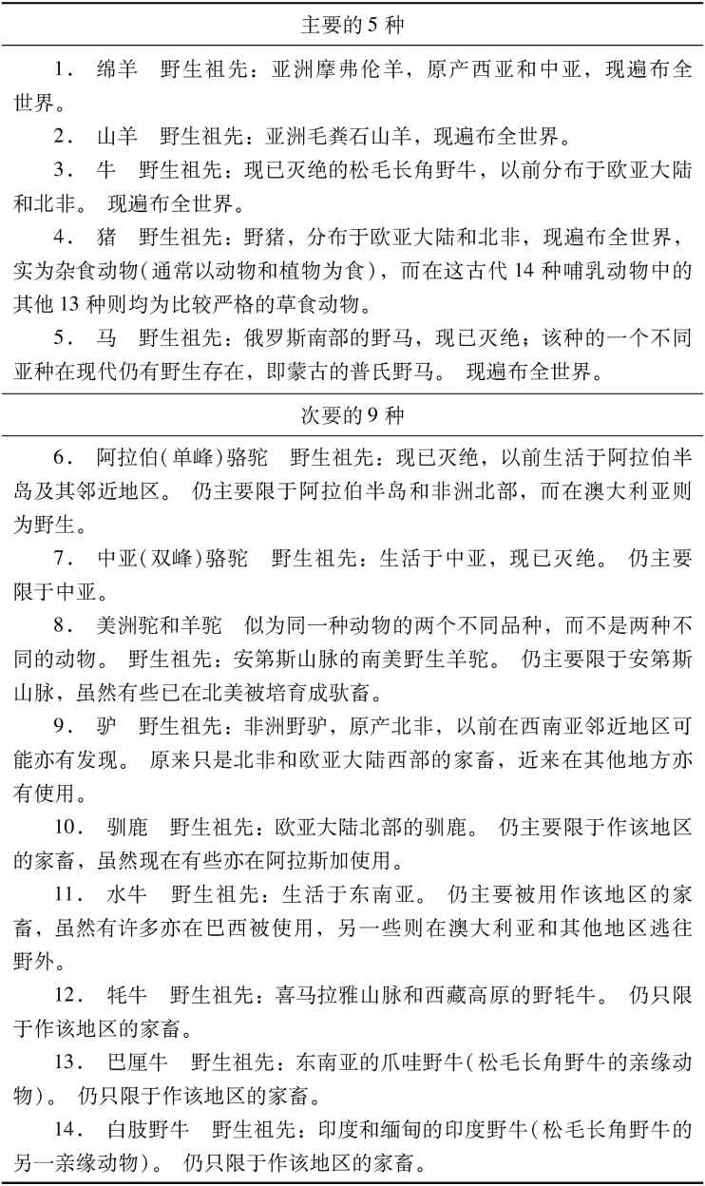 主要的5种
1. 绵羊 野生祖先：亚洲摩弗伦羊，原产西亚和中亚，现遍布全
世界。
2. 山羊 野生祖先：亚洲毛粪石山羊，现遍布全世界。
3. 牛 野生祖先：现已灭绝的松毛长角野牛，以前分布于欧亚大陆
和北非。 现遍布全世界。
4. 猪 野生祖先：野猪，分布于欧亚大陆和北非，现遍布全世界，
实为杂食动物(通常以动物和植物为食)，而在这古代14种哺乳动物中的
其他13种则均为比较严格的草食动物。
5. 马 野生祖先：俄罗斯南部的野马，现已灭绝；该种的一个不同
亚种在现代仍有野生存在，即蒙古的普氏野马。 现遍布全世界。
次要的9种
6. 阿拉伯(单峰)骆驼 野生祖先：现已灭绝，以前生活于阿拉伯半
岛及其邻近地区。 仍主要限于阿拉伯半岛和非洲北部，而在澳大利亚则
为野生。
7. 中亚(双峰)骆驼 野生祖先：生活于中亚，现已灭绝。 仍主要
限于中亚。
8. 美洲驼和羊驼 似为同一种动物的两个不同品种，而不是两种不
同的动物。 野生祖先：安第斯山脉的南美野生羊驼。 仍主要限于安第斯
山脉，虽然有些已在北美被培育成驮畜。
9. 驴 野生祖先：非洲野驴，原产北非，以前在西南亚邻近地区可
能亦有发现。 原来只是北非和欧亚大陆西部的家畜，近来在其他地方亦
有使用。
10. 驯鹿 野生祖先：欧亚大陆北部的驯鹿。 仍主要限于作该地区
的家畜，虽然现在有些亦在阿拉斯加使用。
11. 水牛 野生祖先：生活于东南亚。 仍主要被用作该地区的家
畜，虽然有许多亦在巴西被使用，另一些则在澳大利亚和其他地区逃往
野外。
12. 牦牛 野生祖先：喜马拉雅山脉和西藏高原的野牦牛。 仍只限
于作该地区的家畜。
13. 巴厘牛 野生祖先：东南亚的爪哇野牛(松毛长角野牛的亲缘动
物)。 仍只限于作该地区的家畜。
14. 白肢野牛 野生祖先：印度和缅甸的印度野牛(松毛长角野牛的
另一亲缘动物)。 仍只限于作该地区的家畜。